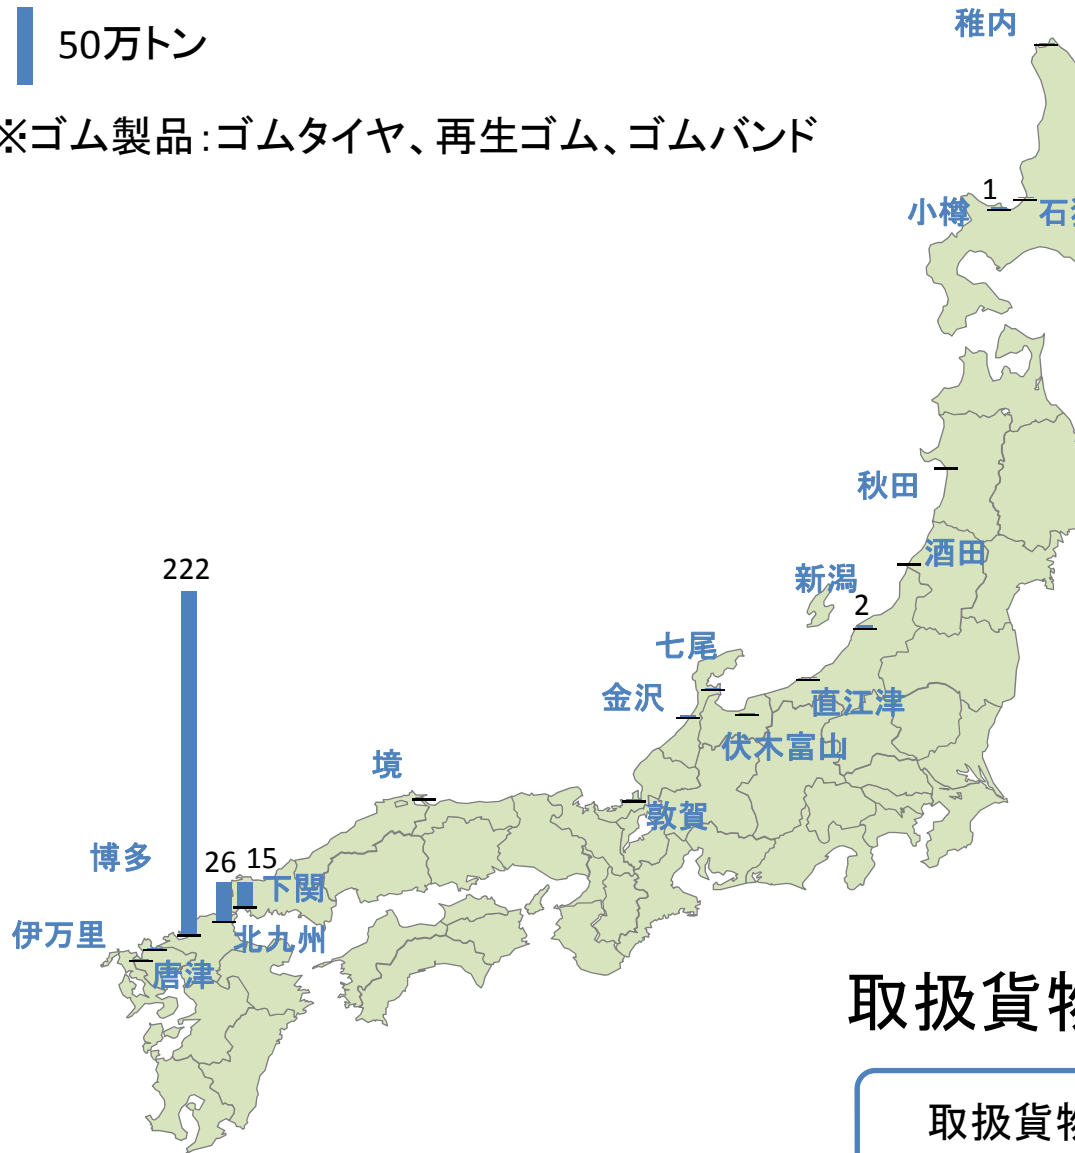 50万トン
※ゴム製品：ゴムタイヤ、再生ゴム、ゴムバンド
稚内
1
小樽
石
秋田
酒田
新潟
2
七尾
金沢
直江津
伏木富山
境
敦賀
222
博多
26
15
下関
北九州
伊万里
唐津
取扱貨物
取扱貨物